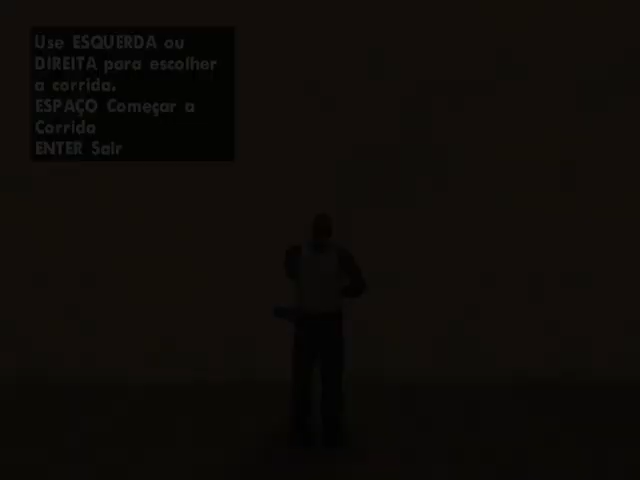 Use ESQUERDA ou
DIREITA para escolher
a corrida.
ESPAÇO Começar a
Corrida
ENTER Sair